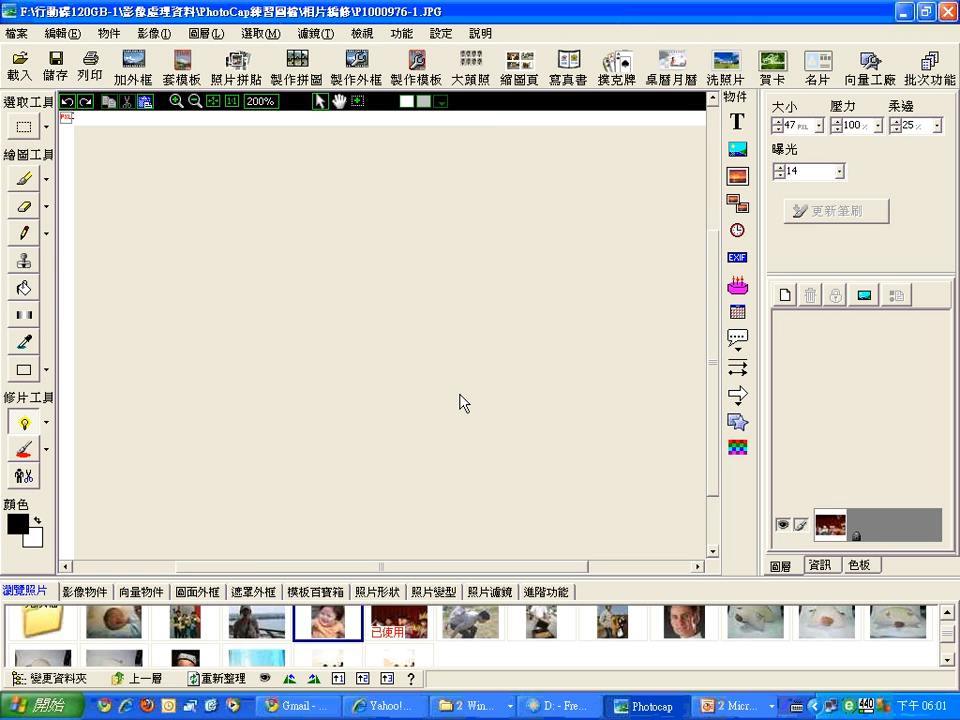 F:\行動碟120GB-1\影像處理資料\PhotoCap練習圖檔\相片編修\P1000976-1.JPG
檔案 編輯(E) 物件 影像(I) 圖層(L) 選取(M) 濾鏡(T) 檢視 功能 設定 說明
載入 儲存 列印 加外框 套模板 照片拼貼 製作拼圖 製作外框 製作模板 大頭照 縮圖頁 寫真書 撲克牌 桌曆月曆 洗照片 賀卡 名片 向量工廠 批次功能
選取工具
200%
物件
大小 壓力 柔邊
PXL
T
47 PXL 100 % 25 %
繪圖工具
曝光
14
更新筆刷
EXIF
修片工具
顏色
圖層 資訊 色板
瀏覽照片 影像物件 向量物件 圖面外框 遮罩外框 模板百寶箱 照片形狀 照片變型 照片濾鏡 進階功能
已使用
變更資料夾 上一層 重新整理 1 2 3 ?
開始 Gmail - ... Yahoo!... 2 Win... D: - Fre... Photocap 2 Micr... 440 下午 06:01